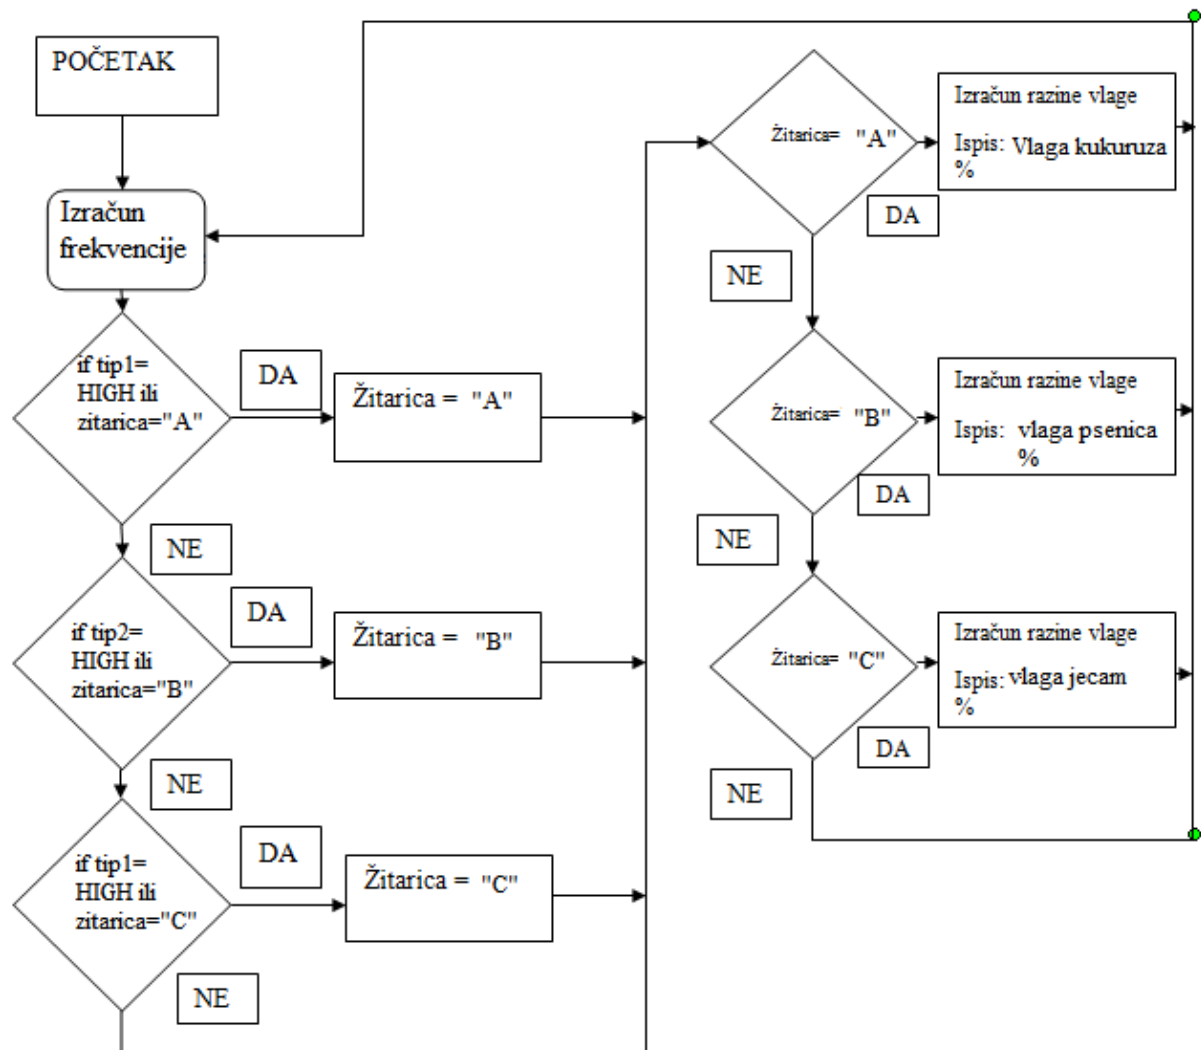 POČETAK
Izračun
frekvencije
if tip1=
HIGH ili
zitarica="A"
DA
Žitarica = "A"
NE
if tip2=
HIGH ili
zitarica="B"
DA
Žitarica = "B"
NE
if tip1=
HIGH ili
zitarica="C"
DA
Žitarica = "C"
NE
Žitarica= "A"
DA
Izračun razine vlage
Ispis: Vlaga kukuruza
%
NE
Žitarica= "B"
DA
Izračun razine vlage
Ispis: vlaga psenica
%
NE
Žitarica= "C"
DA
Izračun razine vlage
Ispis: vlaga jecam
%
NE